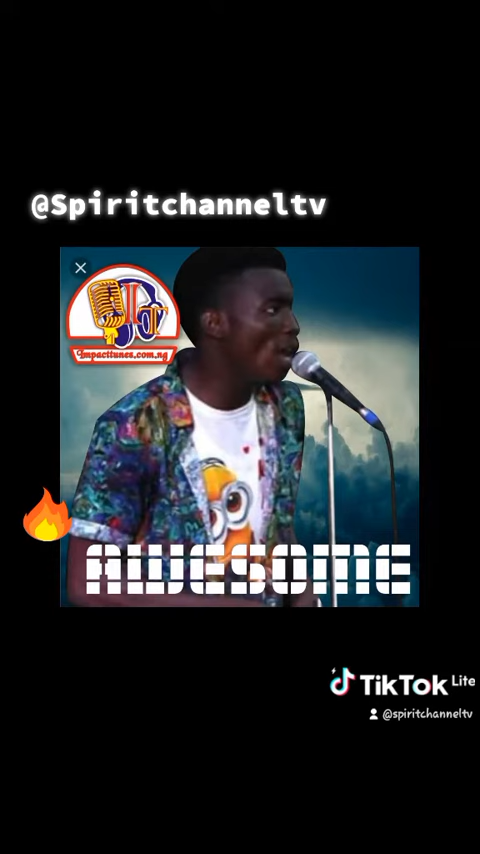 @Spiritchanneltv
Impacttunes.com.ng
AWESOME
TikTok Lite
@spiritchanneltv